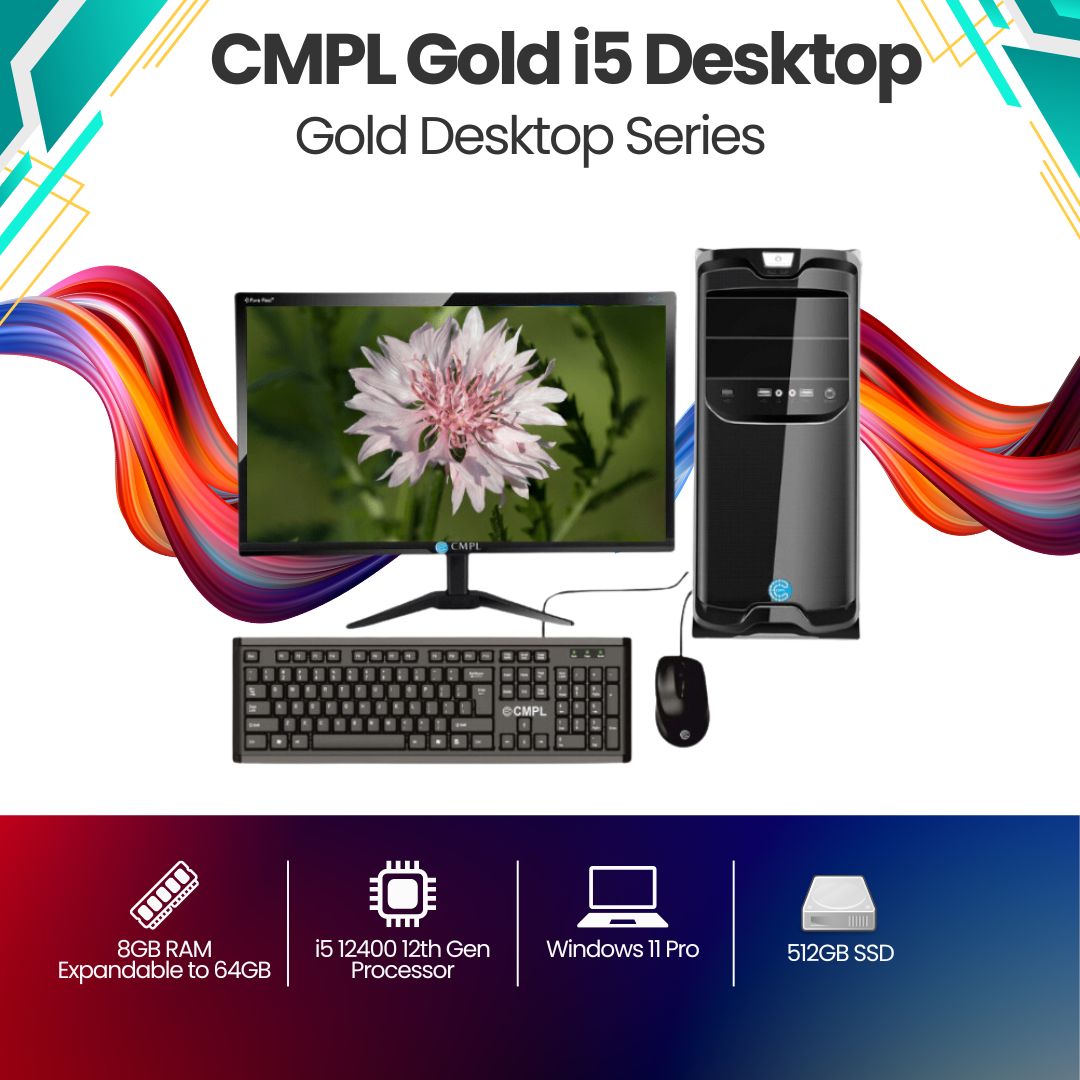 CMPL Gold i5 Desktop
Gold Desktop Series
CMPL
CMPL
8GB RAM
Expandable to 64GB
i5 12400 12th Gen
Processor
Windows 11 Pro
512GB SSD